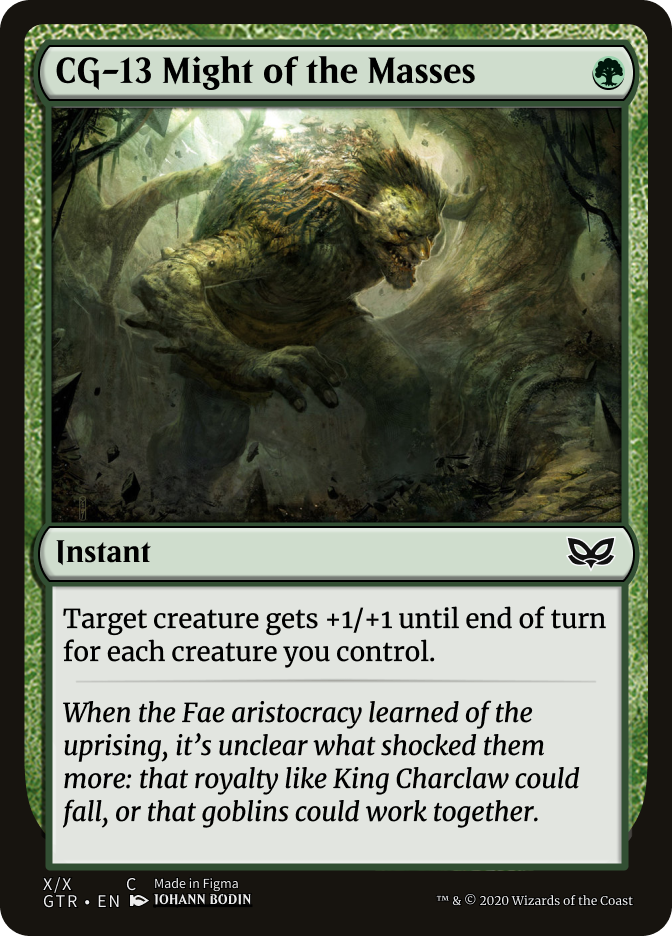 CG-13 Might of the Masses
Instant
Target creature gets +1/+1 until end of turn
for each creature you control.
When the Fae aristocracy learned of the
uprising, it’s unclear what shocked them
more: that royalty like King Charclaw could
fall, or that goblins could work together.
X/X C Made in Figma
GTR • EN JOHANN BODIN
™ & © 2020 Wizards of the Coast